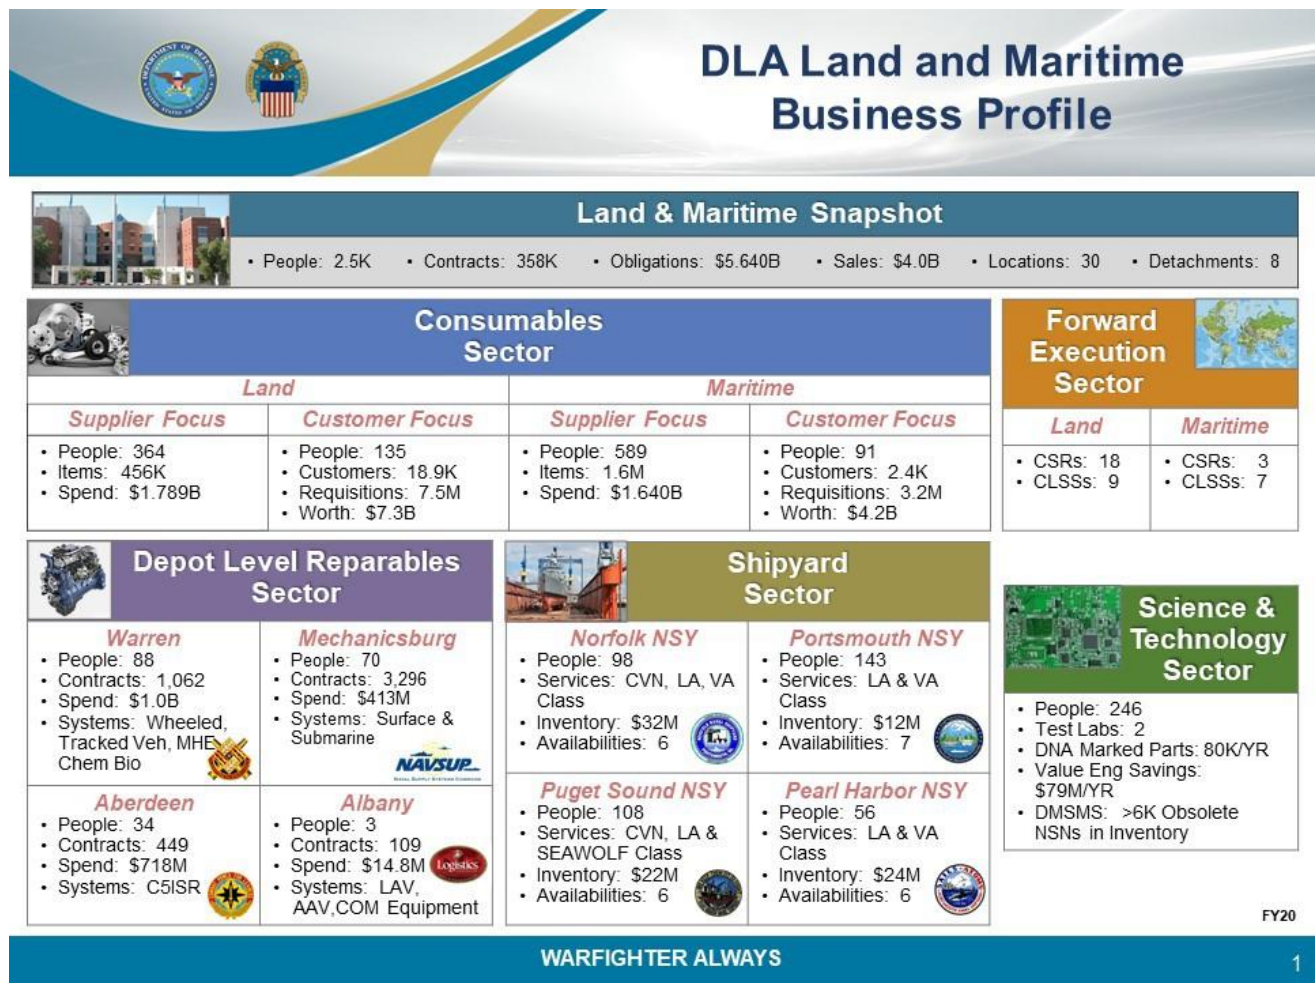 DLA Land and Maritime
Business Profile
Land & Maritime Snapshot
• People: 2.5K • Contracts: 358K • Obligations: $5.640B • Sales: $4.0B • Locations: 30 • Detachments: 8
Consumables
Sector
Land
Maritime
Supplier Focus
• People: 364
• Items: 456K
• Spend: $1.789B
Customer Focus
• People: 135
• Customers: 18.9K
• Requisitions: 7.5M
• Worth: $7.3B
Supplier Focus
• People: 589
• Items: 1.6M
• Spend: $1.640B
Customer Focus
• People: 91
• Customers: 2.4K
• Requisitions: 3.2M
• Worth: $4.2B
Forward
Execution
Sector
Land
• CSRs: 18
• CLSSs: 9
Maritime
• CSRs: 3
• CLSSs: 7
Depot Level Reparables
Sector
Warren
• People: 88
• Contracts: 1,062
• Spend: $1.0B
• Systems: Wheeled,
Tracked Veh, MHE
Chem Bio
Mechanicsburg
• People: 70
• Contracts: 3,296
• Spend: $413M
• Systems: Surface &
Submarine
NAVSUP
Aberdeen
• People: 34
• Contracts: 449
• Spend: $718M
• Systems: C5ISR
Albany
• People: 3
• Contracts: 109
• Spend: $14.8M
• Systems: LAV,
AAV,COM Equipment
Logistics
Shipyard
Sector
Norfolk NSY
• People: 98
• Services: CVN, LA, VA
Class
• Inventory: $32M
• Availabilities: 6
Portsmouth NSY
• People: 143
• Services: LA & VA
Class
• Inventory: $12M
• Availabilities: 7
Puget Sound NSY
• People: 108
• Services: CVN, LA &
SEAWOLF Class
• Inventory: $22M
• Availabilities: 6
Pearl Harbor NSY
• People: 56
• Services: LA & VA
Class
• Inventory: $24M
• Availabilities: 6
Science &
Technology
Sector
• People: 246
• Test Labs: 2
• DNA Marked Parts: 80K/YR
• Value Eng Savings:
$79M/YR
• DMSMS: >6K Obsolete
NSNs in Inventory
FY20
WARFIGHTER ALWAYS
1